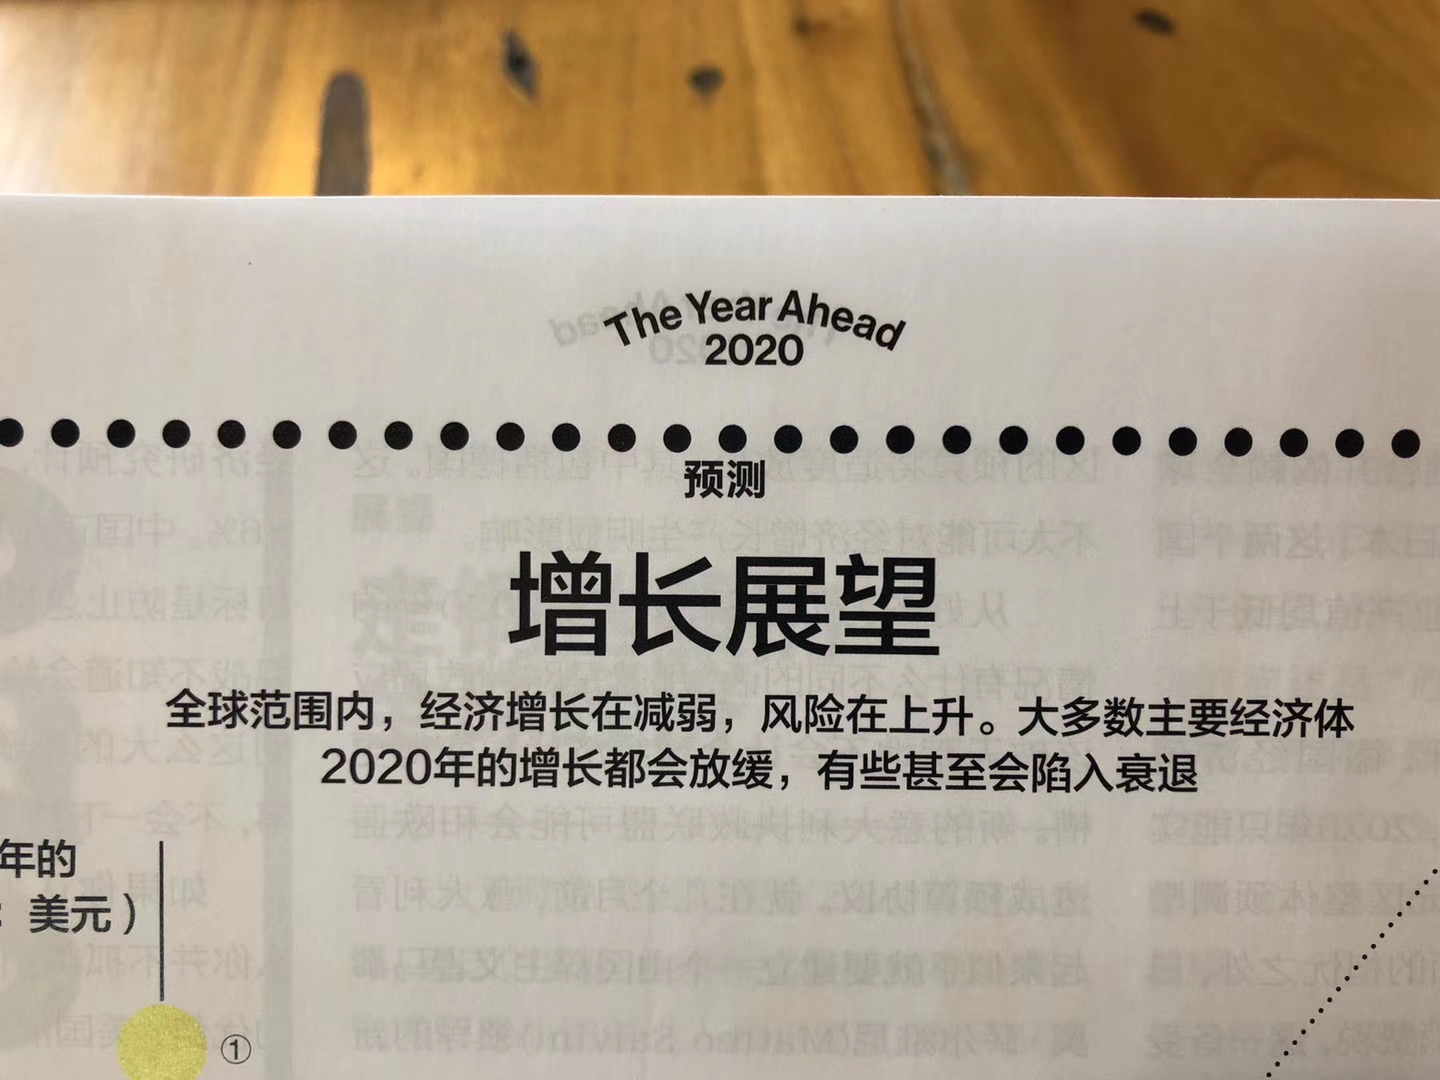 The Year Ahead
2020
预测
增长展望
全球范围内，经济增长在减弱，风险在上升。大多数主要经济体
2020年的增长都会放缓，有些甚至会陷入衰退
年的
：美元）
①